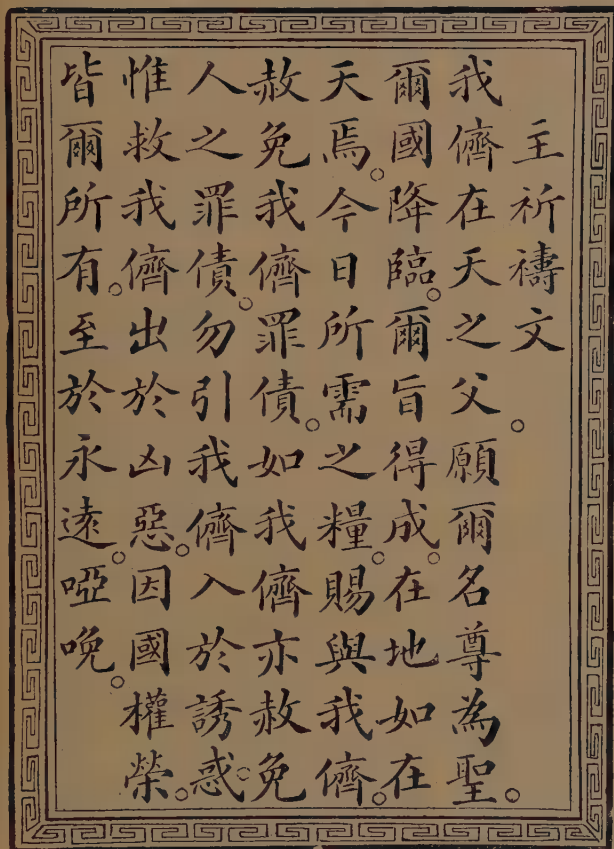 主祈禱文
我儕在天之父。願爾名尊為聖。
爾國降臨。爾旨得成。在地如在
天焉。今日所需之糧。賜與我儕。
赦免我儕罪債。如我儕亦赦免
人之罪債。勿引我儕入於誘惑。
惟救我儕出於凶惡。因國權榮。
皆爾所有。至於永遠。啞唲。